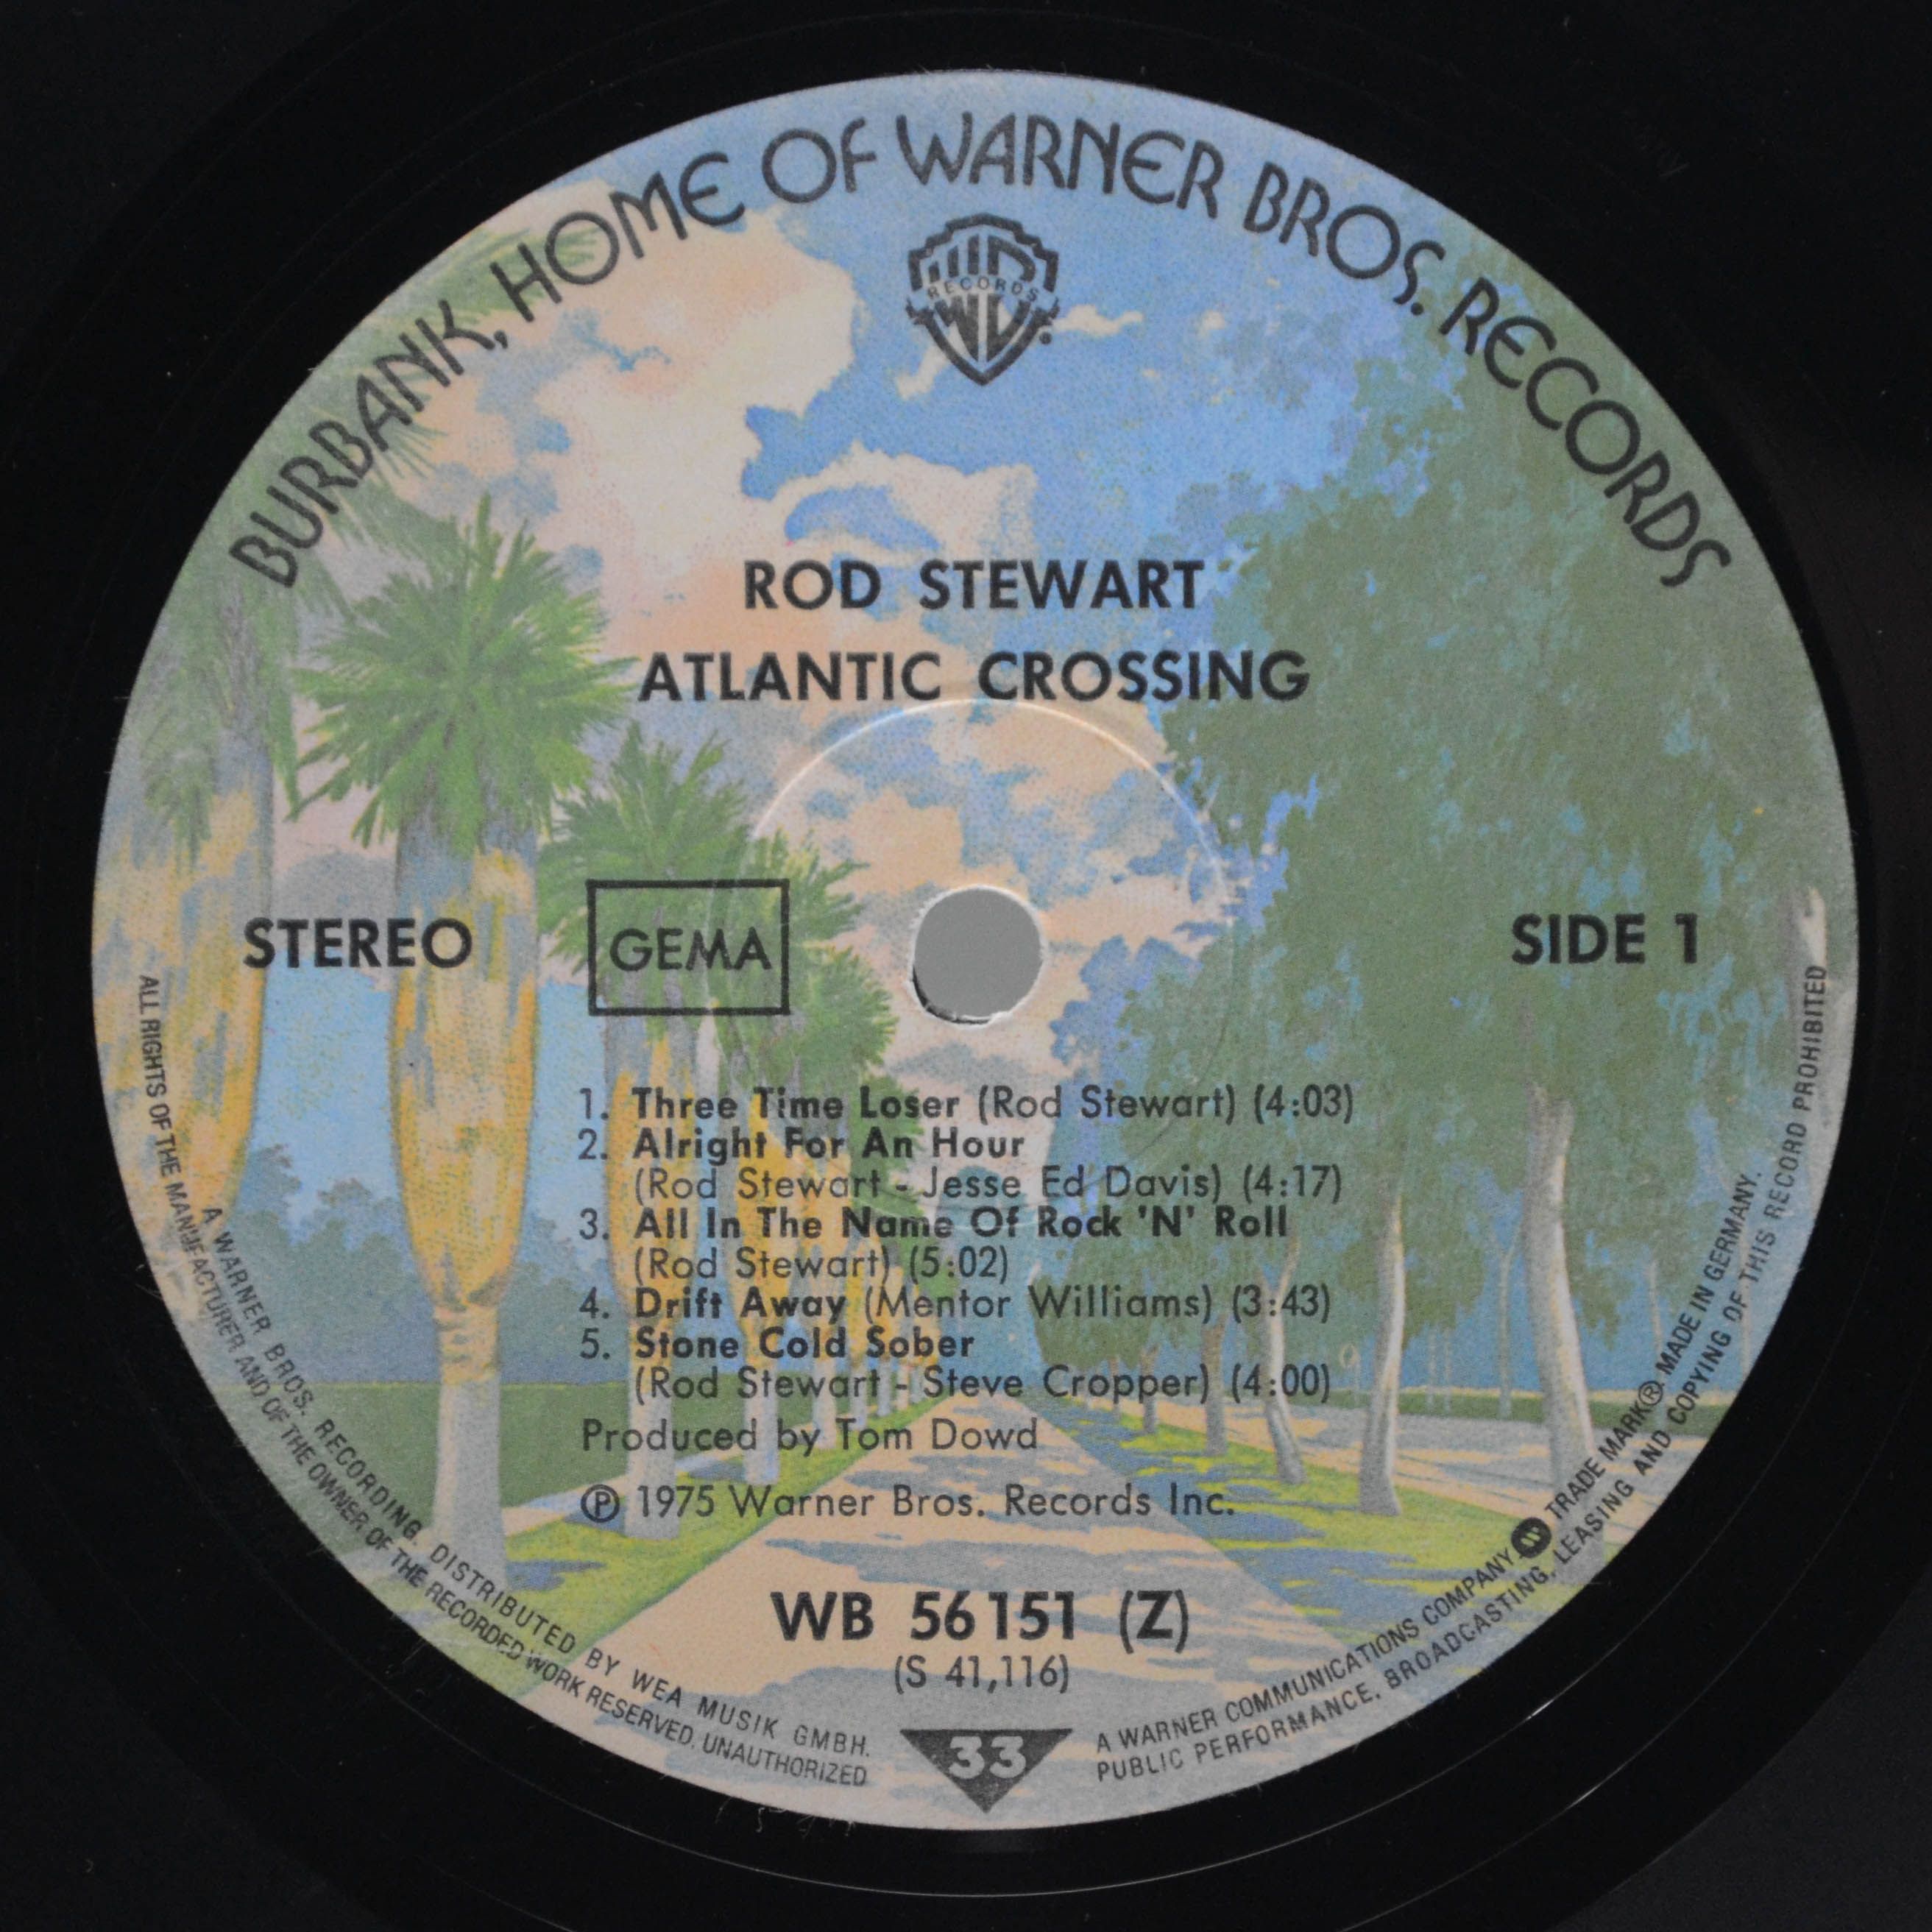 BURBANK, HOME OF WARNER BROS. RECORDS
RECORDS
ROD STEWART
ATLANTIC CROSSING
STEREO
GEMA
SIDE 1
1. Three Time Loser (Rod Stewart) (4:03)
2. Alright For An Hour
(Rod Stewart - Jesse Ed Davis) (4:17)
3. All In The Name Of Rock 'N' Roll
(Rod Stewart) (5:02)
4. Drift Away (Mentor Williams) (3:43)
5. Stone Cold Sober
(Rod Stewart - Steve Cropper) (4:00)
Produced by Tom Dowd
Ⓟ 1975 Warner Bros. Records Inc.
WB 56151 (Z)
(S 41,116)
33
A WARNER BROS. RECORDING. DISTRIBUTED BY WEA MUSIK GMBH.
A WARNER COMMUNICATIONS COMPANY. TRADE MARK® MADE IN GERMANY.
ALL RIGHTS OF THE MANUFACTURER AND OF THE OWNER OF THE RECORDED WORK RESERVED. UNAUTHORIZED
PUBLIC PERFORMANCE, BROADCASTING, LEASING AND COPYING OF THIS RECORD PROHIBITED